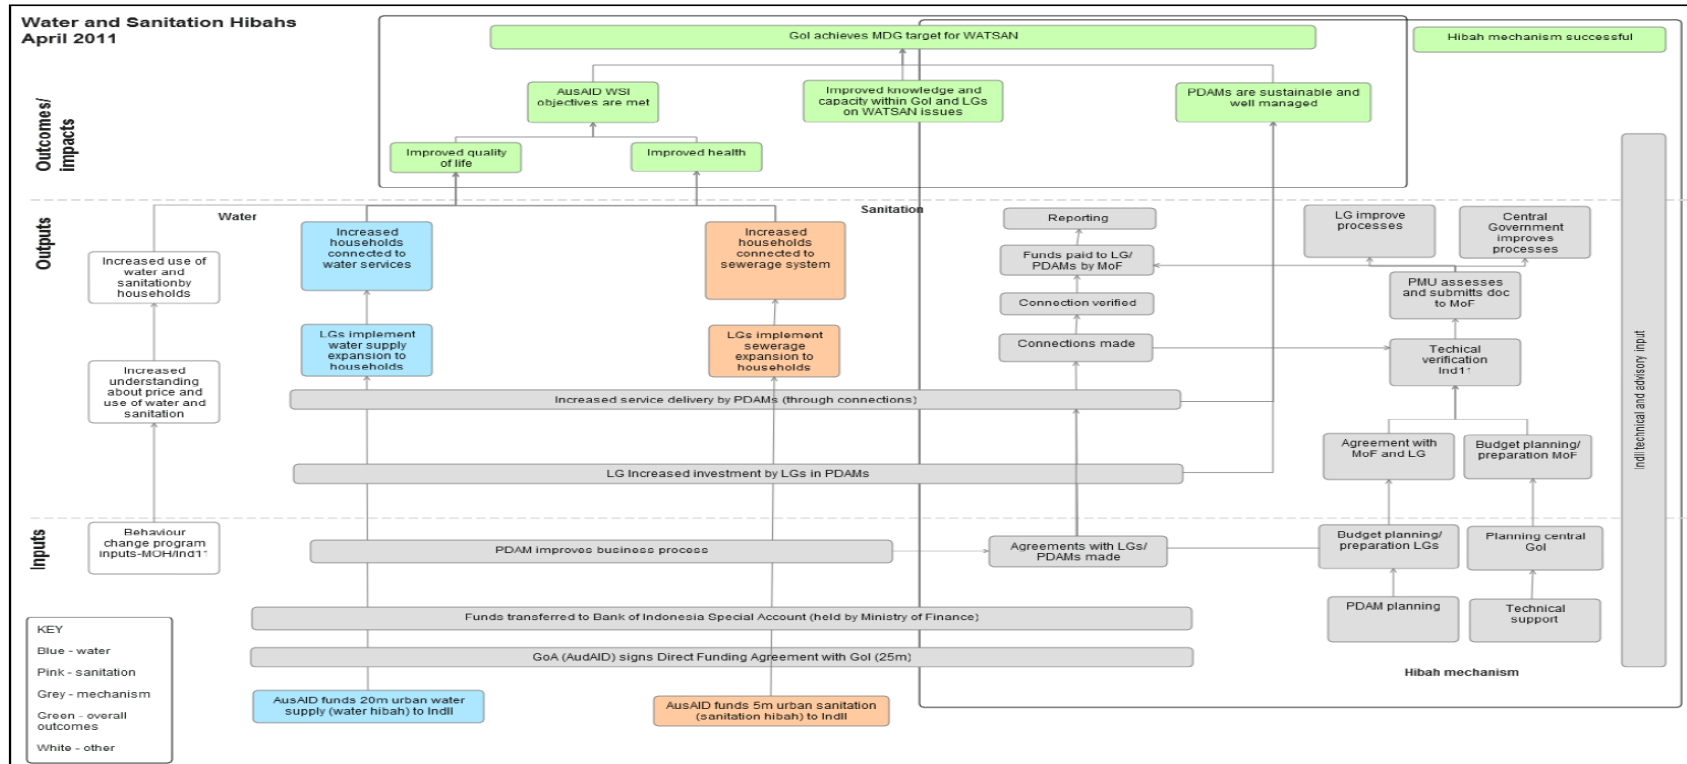 Water and Sanitation Hibahs
April 2011
GoI achieves MDG target for WATSAN
Hibah mechanism successful
Outcomes/
impacts
AusAID WSI
objectives are met
Improved knowledge and
capacity within GoI and LGs
on WATSAN issues
PDAMs are sustainable and
well managed
Improved quality
of life
Improved health
Outputs
Water
Sanitation
Increased use of
water and
sanitationby
households
Increased
households
connected to
water services
Increased
households
connected to
sewerage system
Reporting
LG improve
processes
Central
Government
improves
processes
Funds paid to LG/
PDAMs by MoF
PMU assesses
and submitts doc
to MoF
Connection verified
LGs implement
water supply
expansion to
households
LGs implement
sewerage
expansion to
households
Connections made
Techical
verification
Ind11
Increased
understanding
about price and
use of water and
sanitation
Increased service delivery by PDAMs (through connections)
Agreement with
MoF and LG
Budget planning/
preparation MoF
LG Increased investment by LGs in PDAMs
IndII technical and advisory input
Inputs
Behaviour
change program
inputs-MOH/Ind11
PDAM improves business process
Agreements with LGs/
PDAMs made
Budget planning/
preparation LGs
Planning central
GoI
PDAM planning
Technical
support
Funds transferred to Bank of Indonesia Special Account (held by Ministry of Finance)
GoA (AudAID) signs Direct Funding Agreement with GoI (25m)
Hibah mechanism
AusAID funds 20m urban water
supply (water hibah) to IndII
AusAID funds 5m urban sanitation
(sanitation hibah) to IndII
KEY
Blue - water
Pink - sanitation
Grey - mechanism
Green - overall
outcomes
White - other